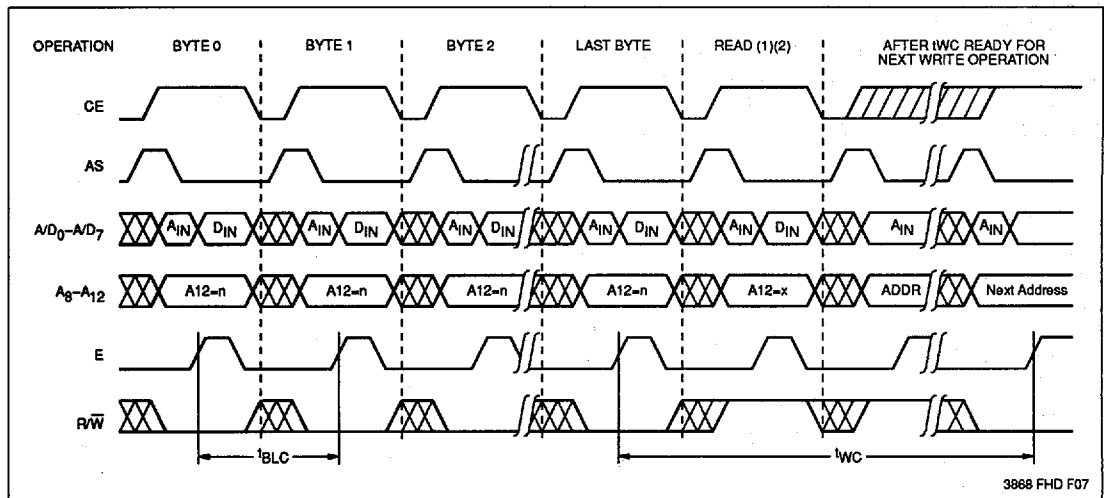 OPERATION BYTE 0 BYTE 1 BYTE 2 LAST BYTE READ (1)(2) AFTER tWC READY FOR
NEXT WRITE OPERATION
CE
AS
A/D0–A/D7 AIN DIN AIN DIN AIN DIN AIN DIN AIN DIN AIN AIN
A8–A12 A12=n A12=n A12=n A12=n A12=x ADDR Next Address
E
R/W̅
tBLC tWC
3868 FHD F07